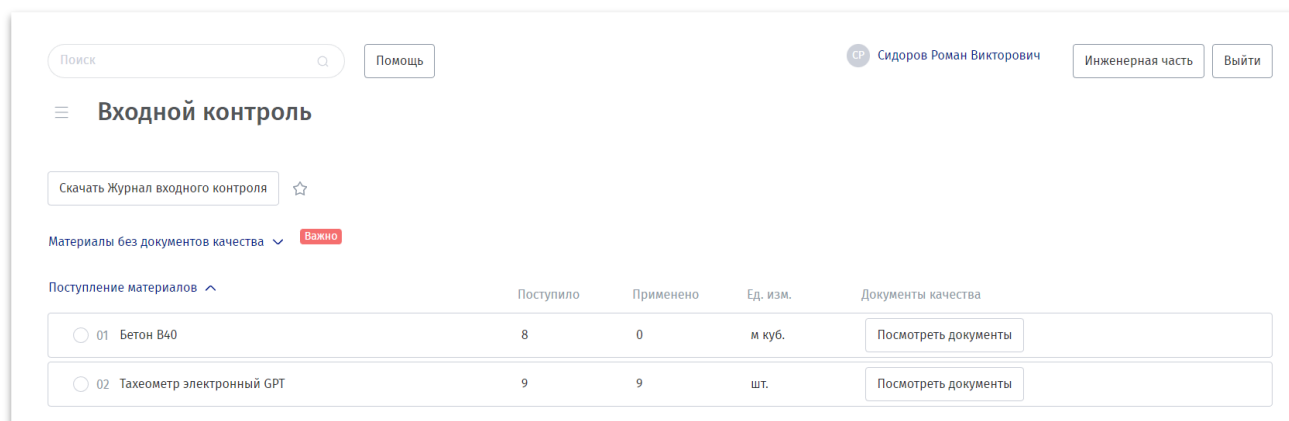 Поиск
Помощь
СР Сидоров Роман Викторович
Инженерная часть
Выйти
Входной контроль
Скачать Журнал входного контроля
Материалы без документов качества
Важно
Поступление материалов
Поступило Применено Ед. изм. Документы качества
01 Бетон В40 8 0 м куб. Посмотреть документы
02 Тахеометр электронный GPT 9 9 шт. Посмотреть документы